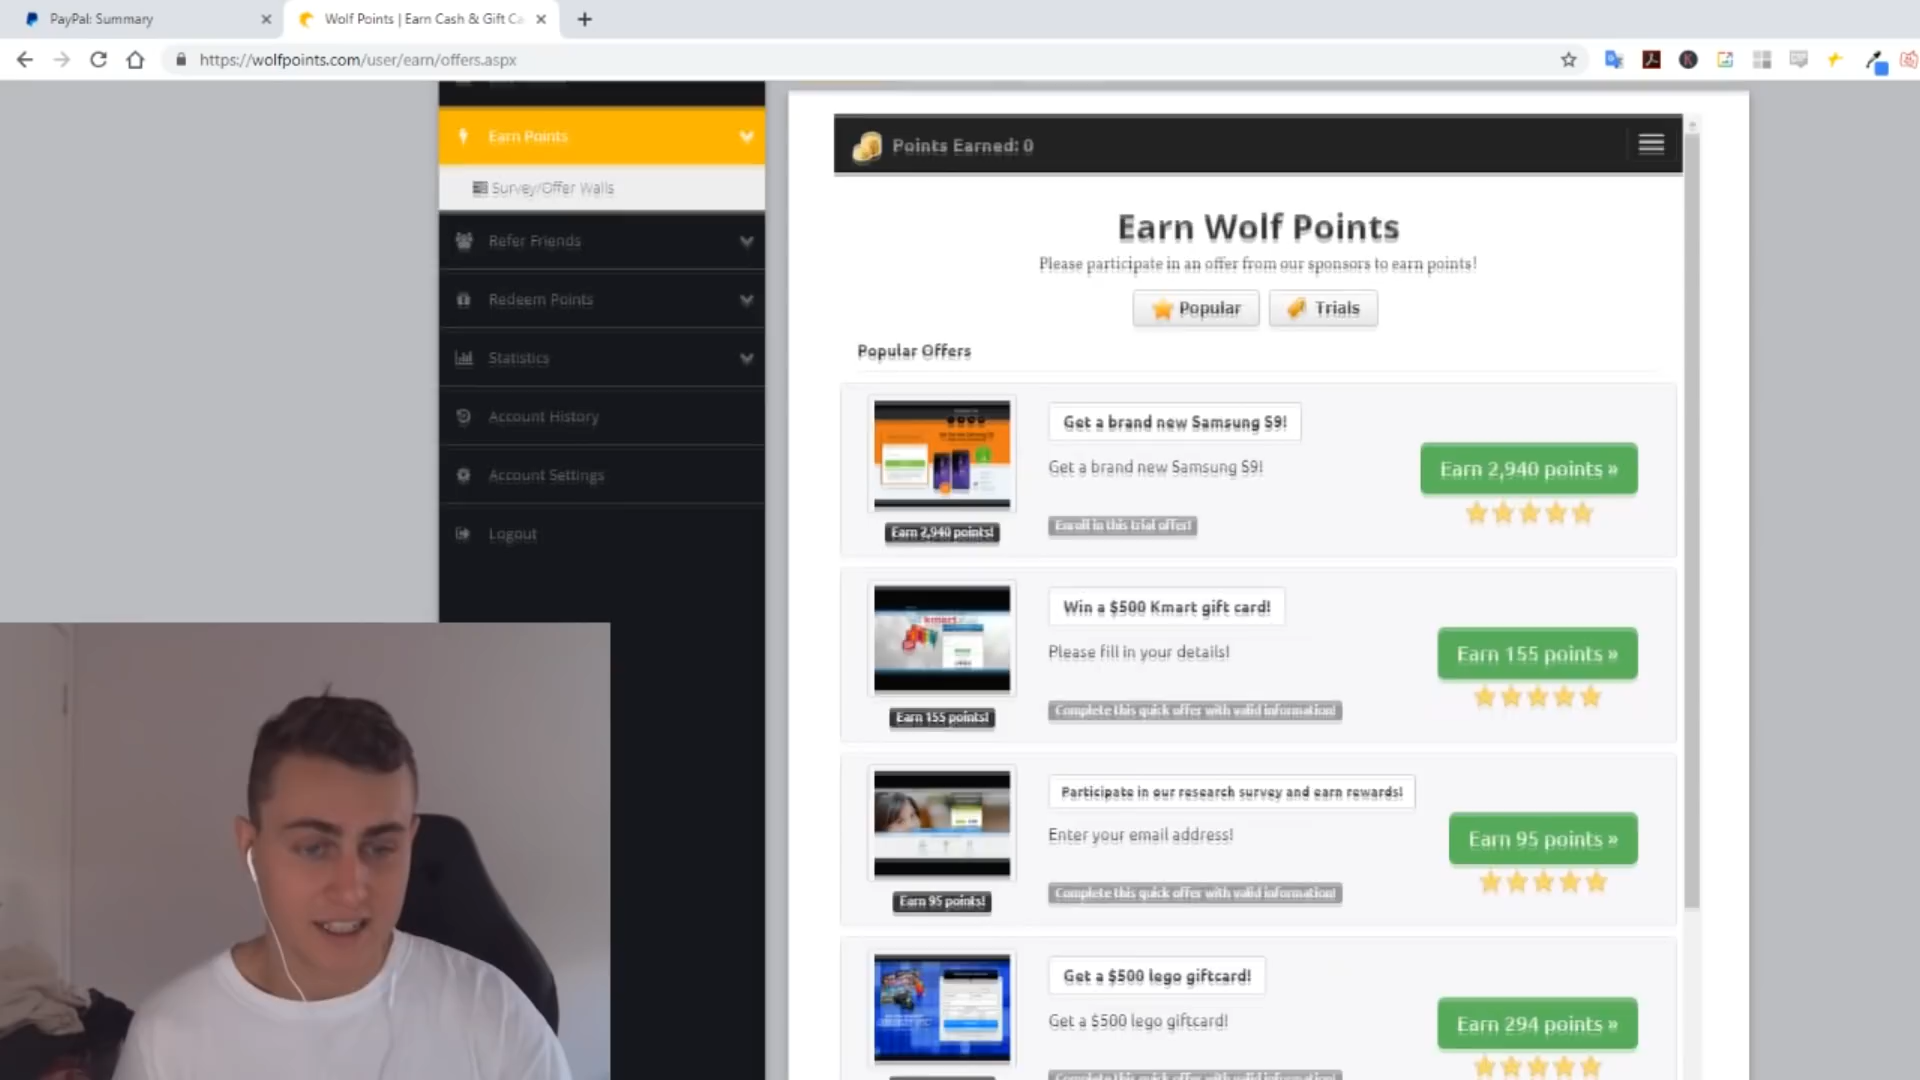 PayPal: Summary
Wolf Points | Earn Cash & Gift Ca
https://wolfpoints.com/user/earn/offers.aspx
Earn Points
Survey/Offer Walls
Refer Friends
Redeem Points
Statistics
Account History
Account Settings
Logout
Points Earned: 0
Earn Wolf Points
Please participate in an offer from our sponsors to earn points!
Popular
Trials
Popular Offers
Get a brand new Samsung S9!
Get a brand new Samsung S9!
Enroll in this trial offer!
Earn 2,940 points!
Earn 2,940 points »
Win a $500 Kmart gift card!
Please fill in your details!
Complete this quick offer with valid information!
Earn 155 points!
Earn 155 points »
Participate in our research survey and earn rewards!
Enter your email address!
Complete this quick offer with valid information!
Earn 95 points!
Earn 95 points »
Get a $500 lego giftcard!
Get a $500 lego giftcard!
Complete this quick offer with valid information!
Earn 294 points »